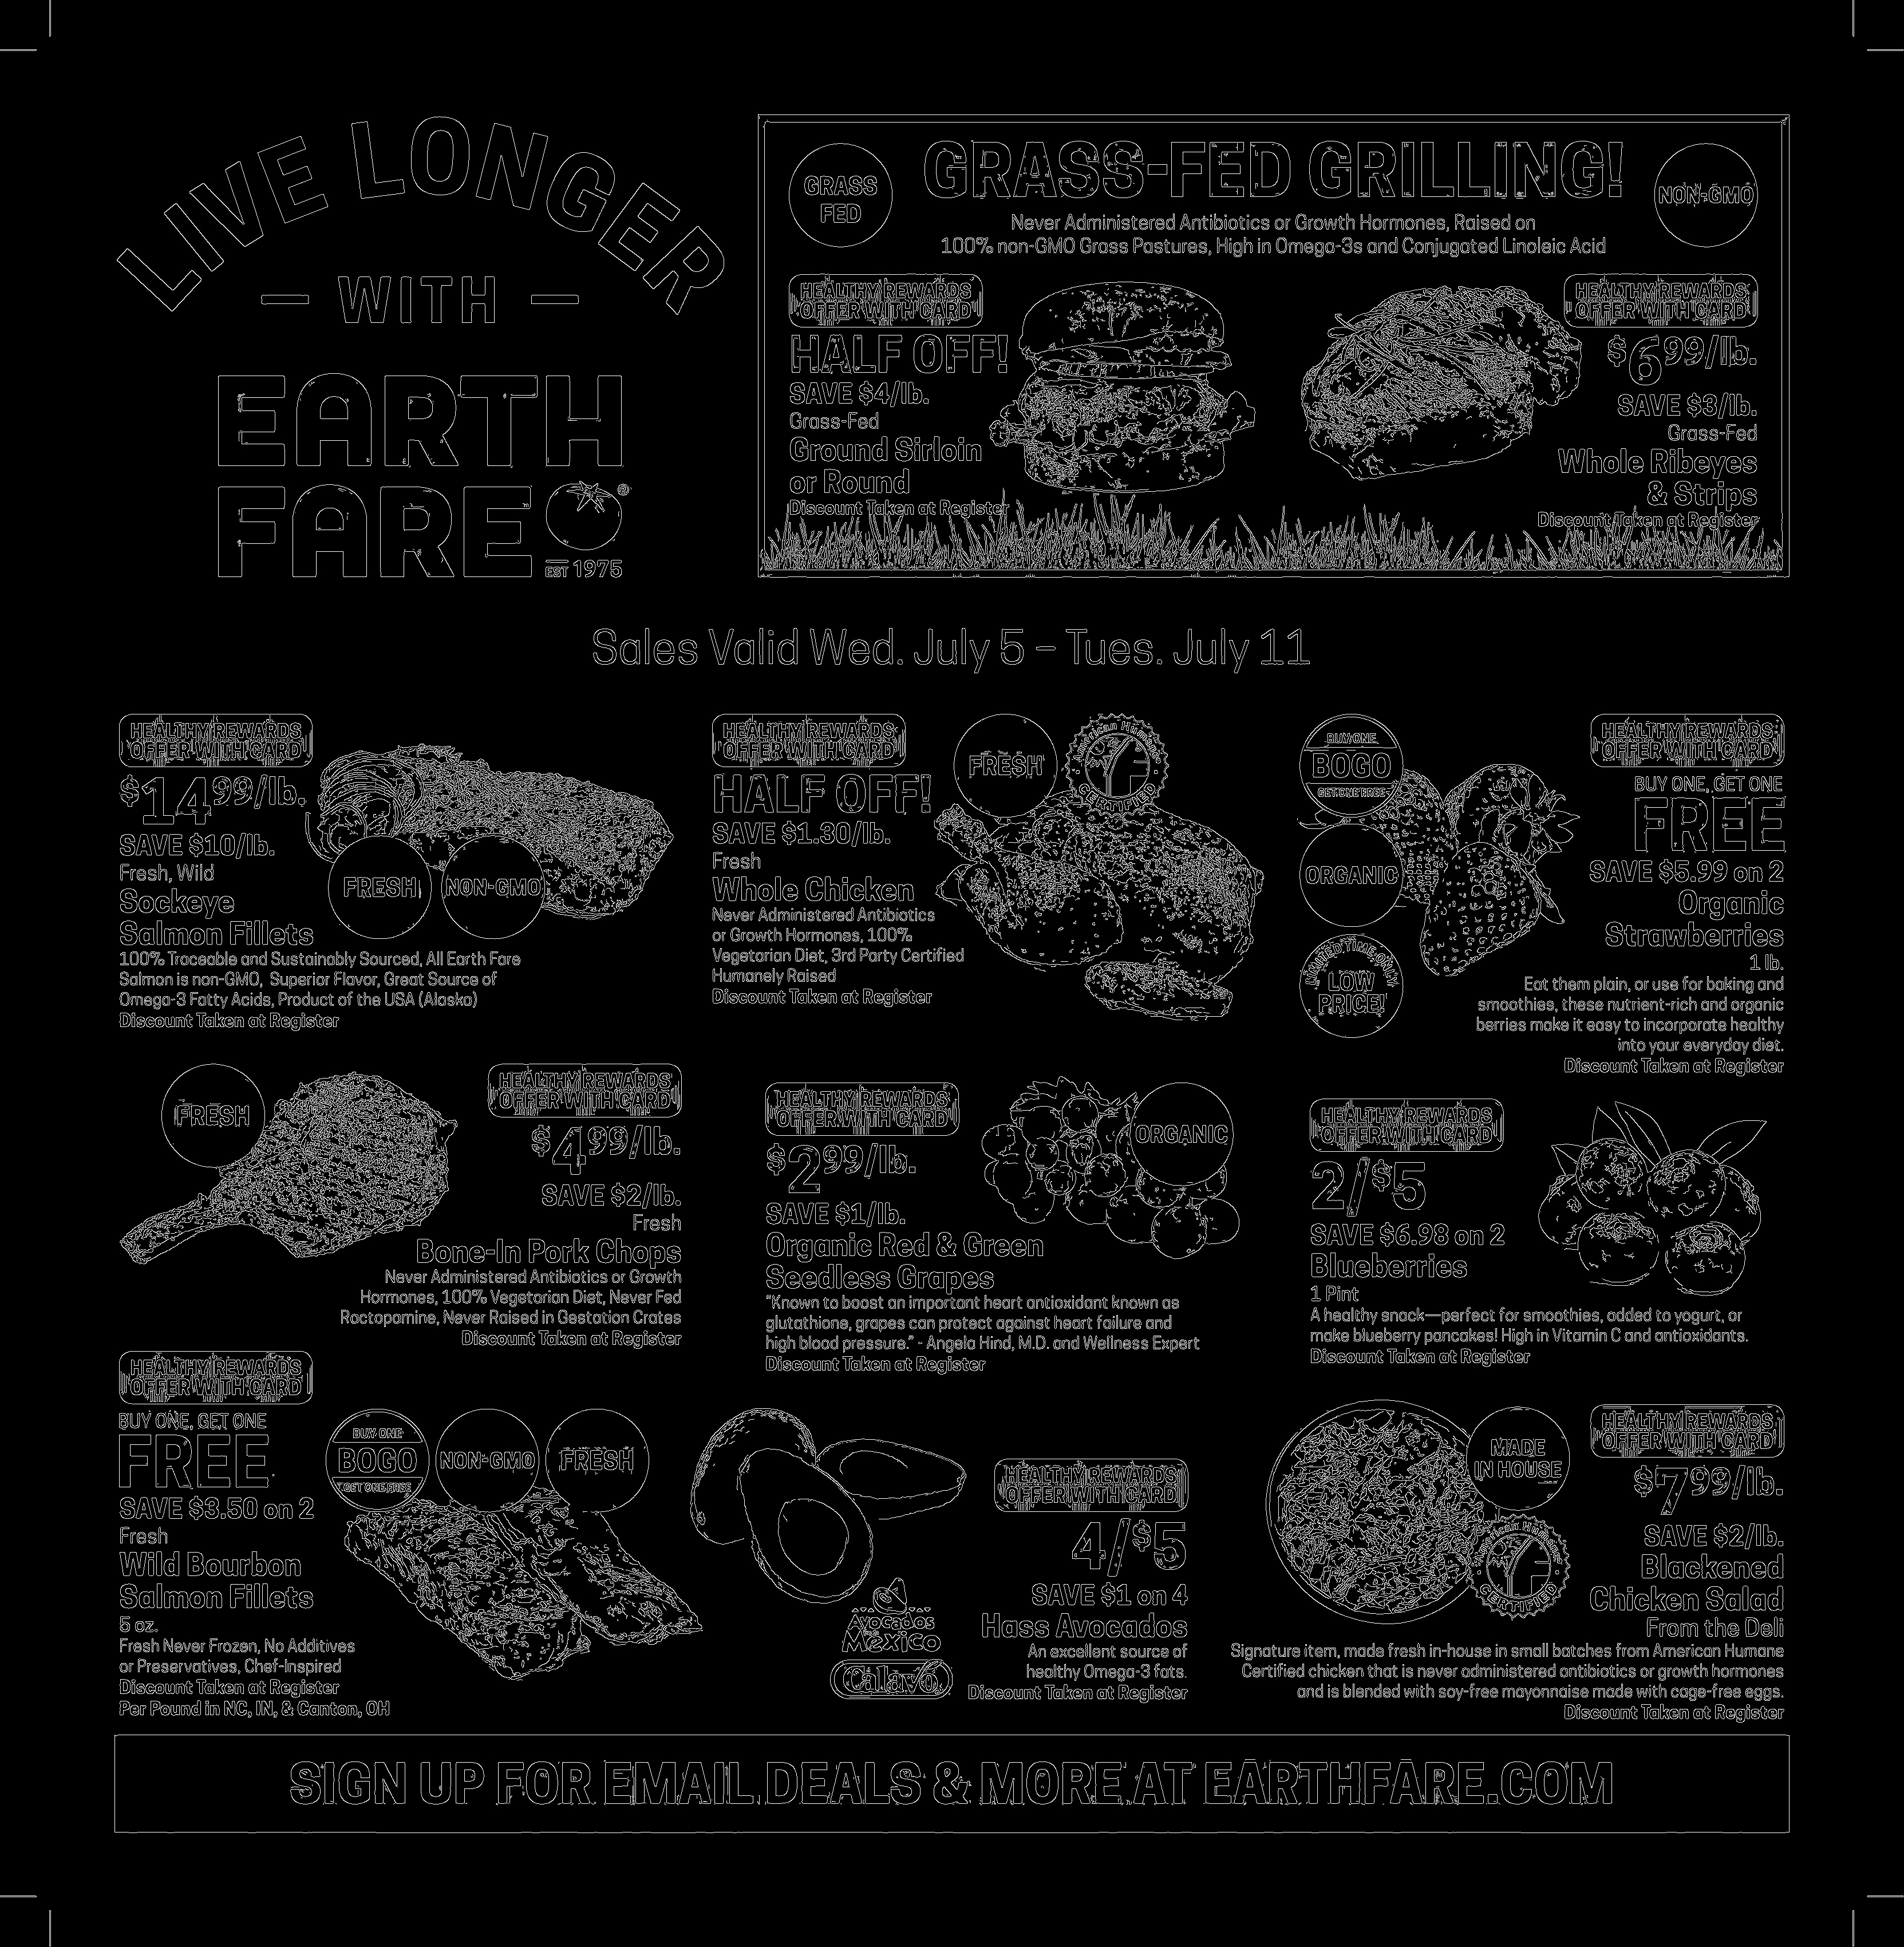 LIVE LONGER
WITH
EARTH
FARE
®
EST 1975
GRASS
FED
GRASS-FED GRILLING!
NON-GMO
Never Administered Antibiotics or Growth Hormones, Raised on
100% non-GMO Grass Pastures, High in Omega-3s and Conjugated Linoleic Acid
HEALTHY REWARDS
OFFER WITH CARD
HALF OFF!
SAVE $4/lb.
Grass-Fed
Ground Sirloin
or Round
Discount Taken at Register
HEALTHY REWARDS
OFFER WITH CARD
$6 99/lb.
SAVE $3/lb.
Grass-Fed
Whole Ribeyes
& Strips
Discount Taken at Register
Sales Valid Wed. July 5 – Tues. July 11
HEALTHY REWARDS
OFFER WITH CARD
$14 99/lb.
SAVE $10/lb.
Fresh, Wild
Sockeye
Salmon Fillets
100% Traceable and Sustainably Sourced, All Earth Fare
Salmon is non-GMO, Superior Flavor, Great Source of
Omega-3 Fatty Acids, Product of the USA (Alaska)
Discount Taken at Register
FRESH
NON-GMO
HEALTHY REWARDS
OFFER WITH CARD
HALF OFF!
SAVE $1.30/lb.
Fresh
Whole Chicken
Never Administered Antibiotics
or Growth Hormones, 100%
Vegetarian Diet, 3rd Party Certified
Humanely Raised
Discount Taken at Register
FRESH
American Humane
CERTIFIED
BUY ONE
BOGO
GET ONE FREE
ORGANIC
LIMITED TIME ONLY
LOW
PRICE!
HEALTHY REWARDS
OFFER WITH CARD
BUY ONE, GET ONE
FREE
SAVE $5.99 on 2
Organic
Strawberries
1 lb.
Eat them plain, or use for baking and
smoothies, these nutrient-rich and organic
berries make it easy to incorporate healthy
into your everyday diet.
Discount Taken at Register
FRESH
HEALTHY REWARDS
OFFER WITH CARD
$4 99/lb.
SAVE $2/lb.
Fresh
Bone-In Pork Chops
Never Administered Antibiotics or Growth
Hormones, 100% Vegetarian Diet, Never Fed
Ractopamine, Never Raised in Gestation Crates
Discount Taken at Register
HEALTHY REWARDS
OFFER WITH CARD
$2 99/lb.
SAVE $1/lb.
Organic Red & Green
Seedless Grapes
"Known to boost an important heart antioxidant known as
glutathione, grapes can protect against heart failure and
high blood pressure." - Angela Hind, M.D. and Wellness Expert
Discount Taken at Register
ORGANIC
HEALTHY REWARDS
OFFER WITH CARD
2/$5
SAVE $6.98 on 2
Blueberries
1 Pint
A healthy snack—perfect for smoothies, added to yogurt, or
make blueberry pancakes! High in Vitamin C and antioxidants.
Discount Taken at Register
HEALTHY REWARDS
OFFER WITH CARD
BUY ONE, GET ONE
FREE
SAVE $3.50 on 2
Fresh
Wild Bourbon
Salmon Fillets
5 oz.
Fresh Never Frozen, No Additives
or Preservatives, Chef-Inspired
Discount Taken at Register
Per Pound in NC, IN, & Canton, OH
BUY ONE
BOGO
GET ONE FREE
NON-GMO
FRESH
Avocados
from
Mexico
Calavo
HEALTHY REWARDS
OFFER WITH CARD
4/$5
SAVE $1 on 4
Hass Avocados
An excellent source of
healthy Omega-3 fats.
Discount Taken at Register
MADE
IN HOUSE
American Humane
CERTIFIED
HEALTHY REWARDS
OFFER WITH CARD
$7 99/lb.
SAVE $2/lb.
Blackened
Chicken Salad
From the Deli
Signature item, made fresh in-house in small batches from American Humane
Certified chicken that is never administered antibiotics or growth hormones
and is blended with soy-free mayonnaise made with cage-free eggs.
Discount Taken at Register
SIGN UP FOR EMAIL DEALS & MORE AT EARTHFARE.COM